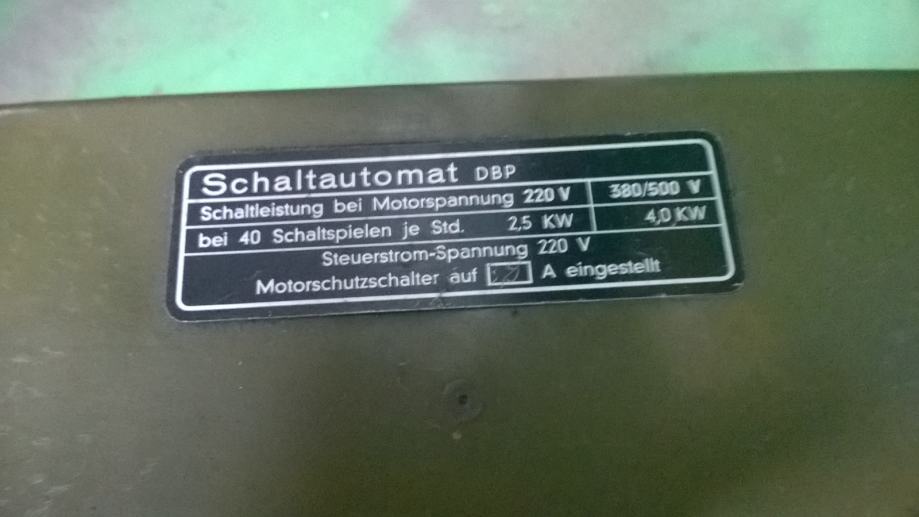 Schaltautomat DBP
Schaltleistung bei Motorspannung 220 V 380/500 V
bei 40 Schaltspielen je Std. 2,5 KW 4,0 KW
Steuerstrom-Spannung 220 V
Motorschutzschalter auf A eingestellt